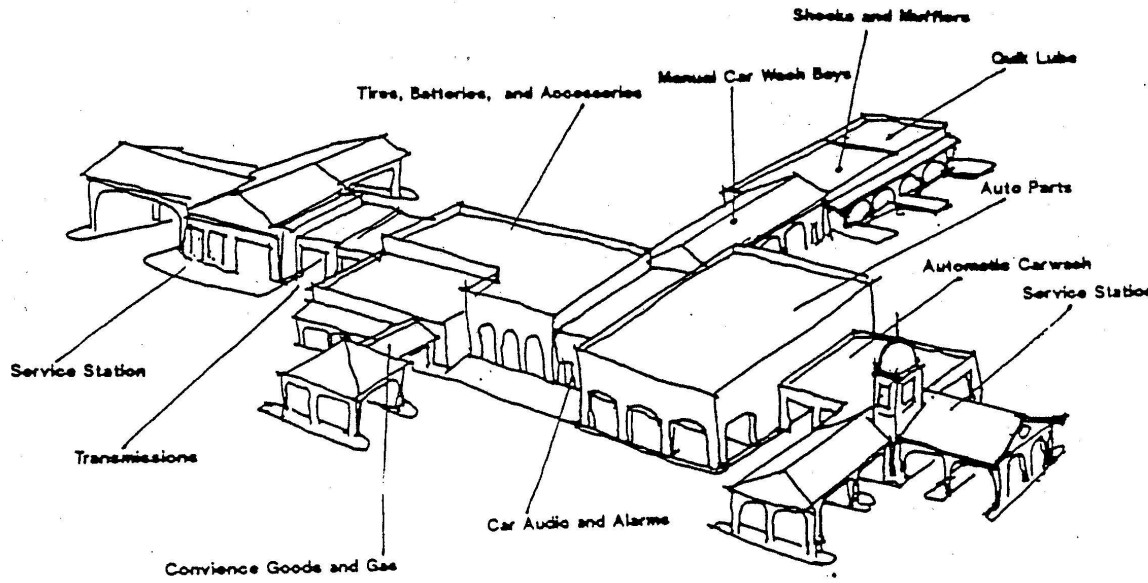 Shocks and Mufflers
Quik Lube
Manual Car Wash Bays
Tires, Batteries, and Accessories
Auto Parts
Automatic Carwash
Service Station
Service Station
Transmissions
Car Audio and Alarms
Convience Goods and Gas